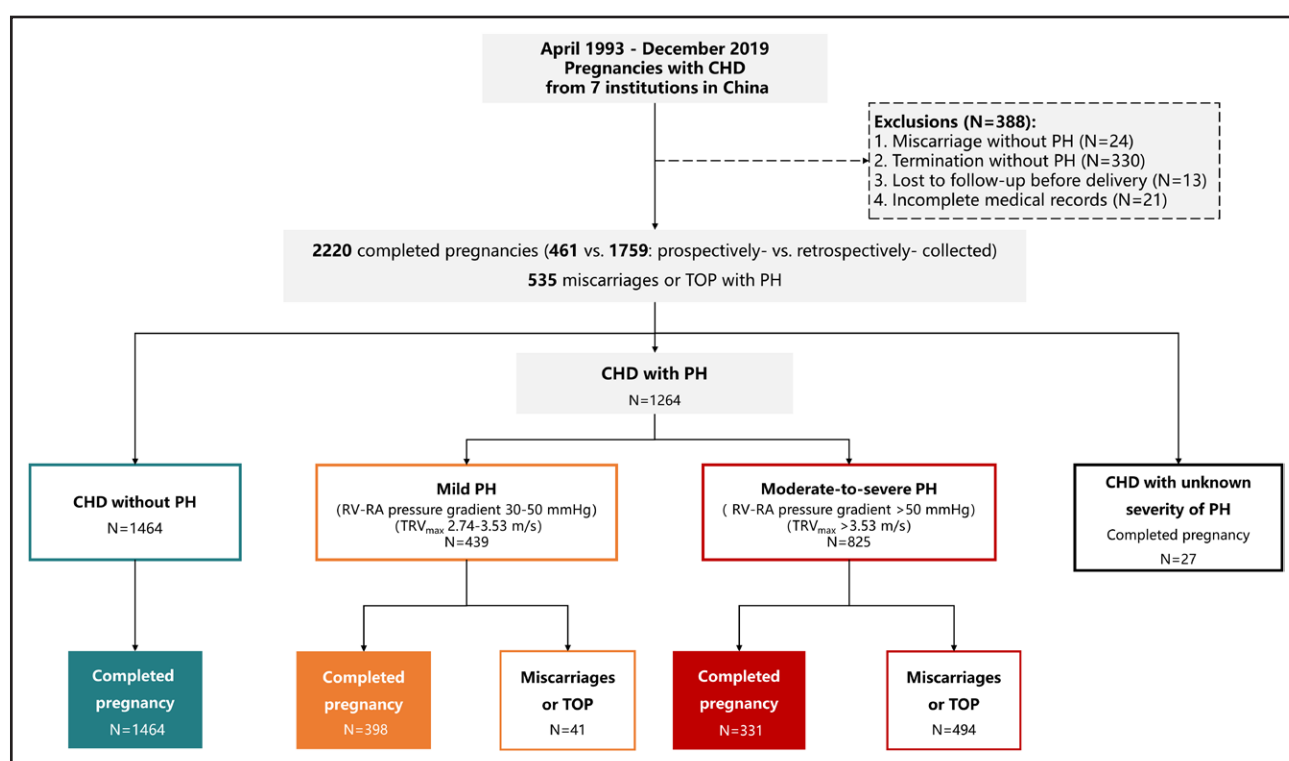 April 1993 - December 2019
Pregnancies with CHD
from 7 institutions in China
Exclusions (N=388):
1. Miscarriage without PH (N=24)
2. Termination without PH (N=330)
3. Lost to follow-up before delivery (N=13)
4. Incomplete medical records (N=21)
2220 completed pregnancies (461 vs. 1759: prospectively- vs. retrospectively- collected)
535 miscarriages or TOP with PH
CHD with PH
N=1264
CHD without PH
N=1464
Mild PH
(RV-RA pressure gradient 30-50 mmHg)
(TRVmax 2.74-3.53 m/s)
N=439
Moderate-to-severe PH
( RV-RA pressure gradient >50 mmHg)
(TRVmax >3.53 m/s)
N=825
CHD with unknown
severity of PH
Completed pregnancy
N=27
Completed
pregnancy
N=1464
Completed
pregnancy
N=398
Miscarriages
or TOP
N=41
Completed
pregnancy
N=331
Miscarriages
or TOP
N=494